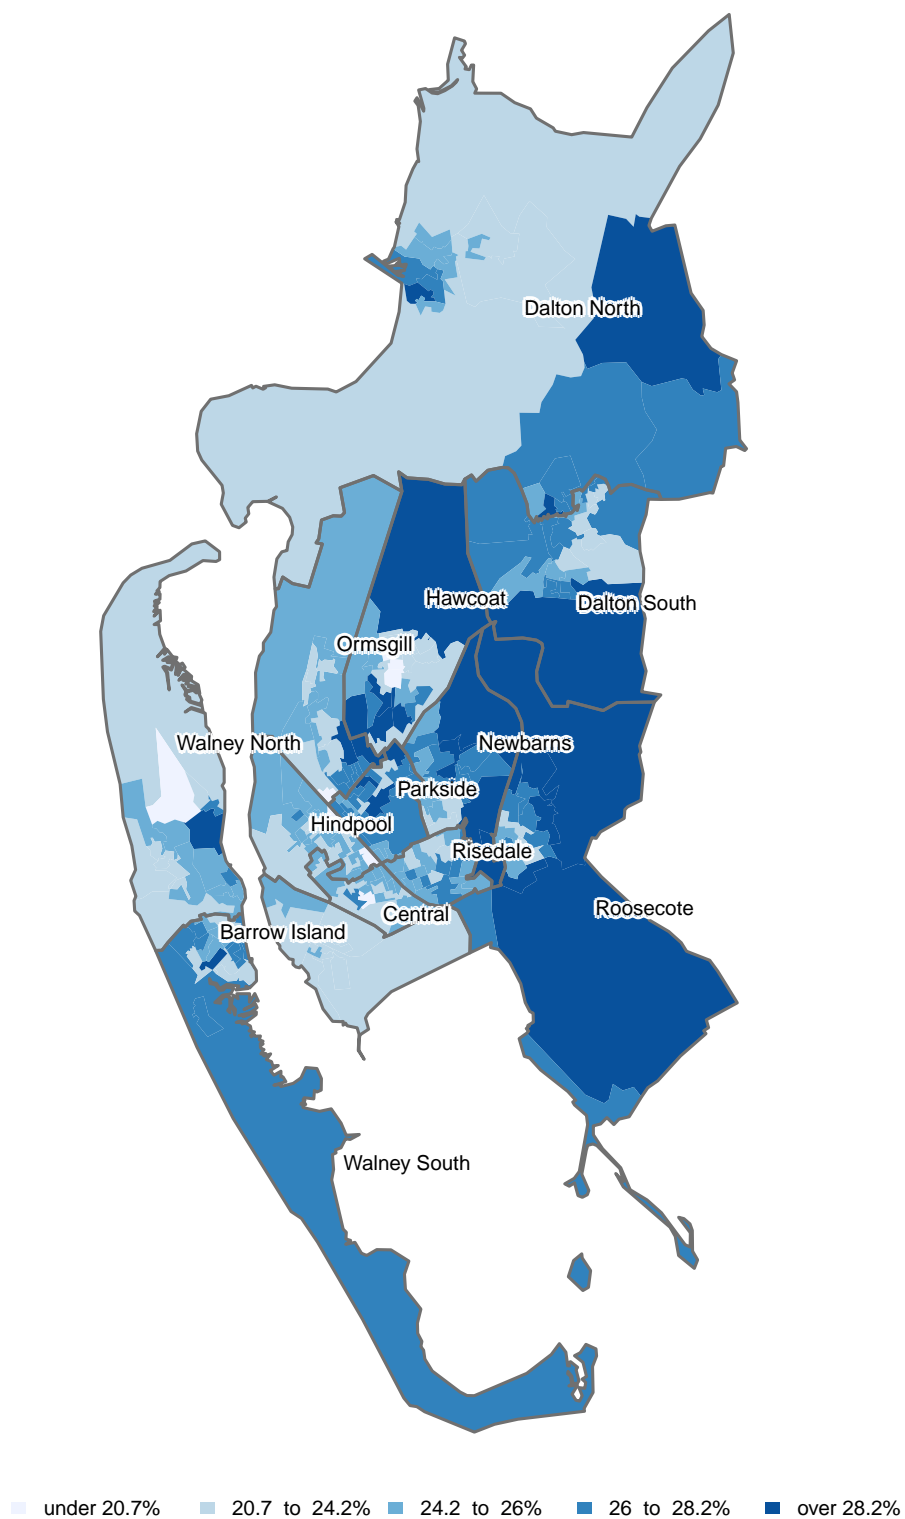 Dalton North
Hawcoat
Dalton South
Ormsgill
Walney North
Newbarns
Parkside
Hindpool
Risedale
Roosecote
Central
Barrow Island
Walney South
under 20.7%
20.7 to 24.2%
24.2 to 26%
26 to 28.2%
over 28.2%